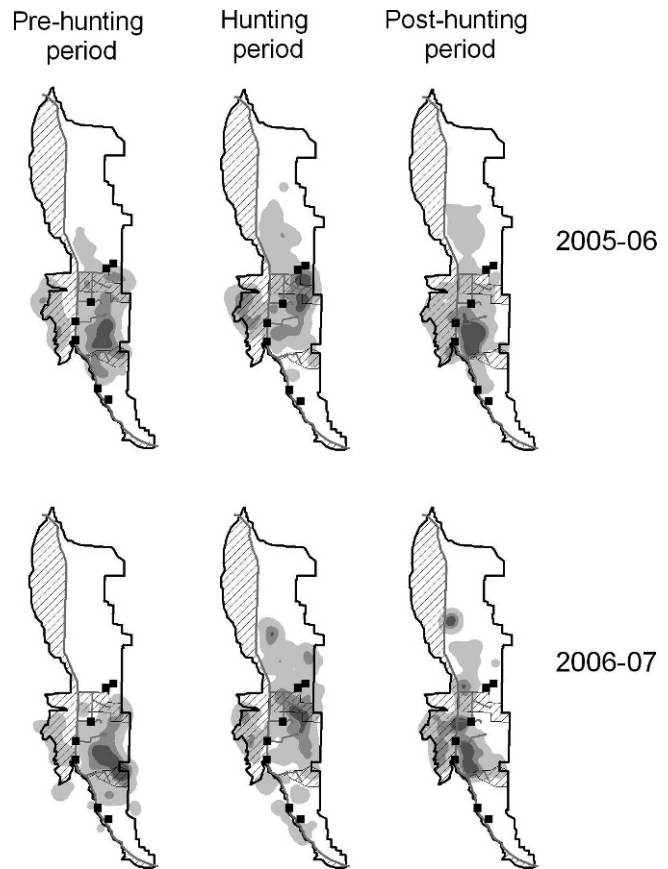 Pre-hunting
period
Hunting
period
Post-hunting
period
2005-06
2006-07